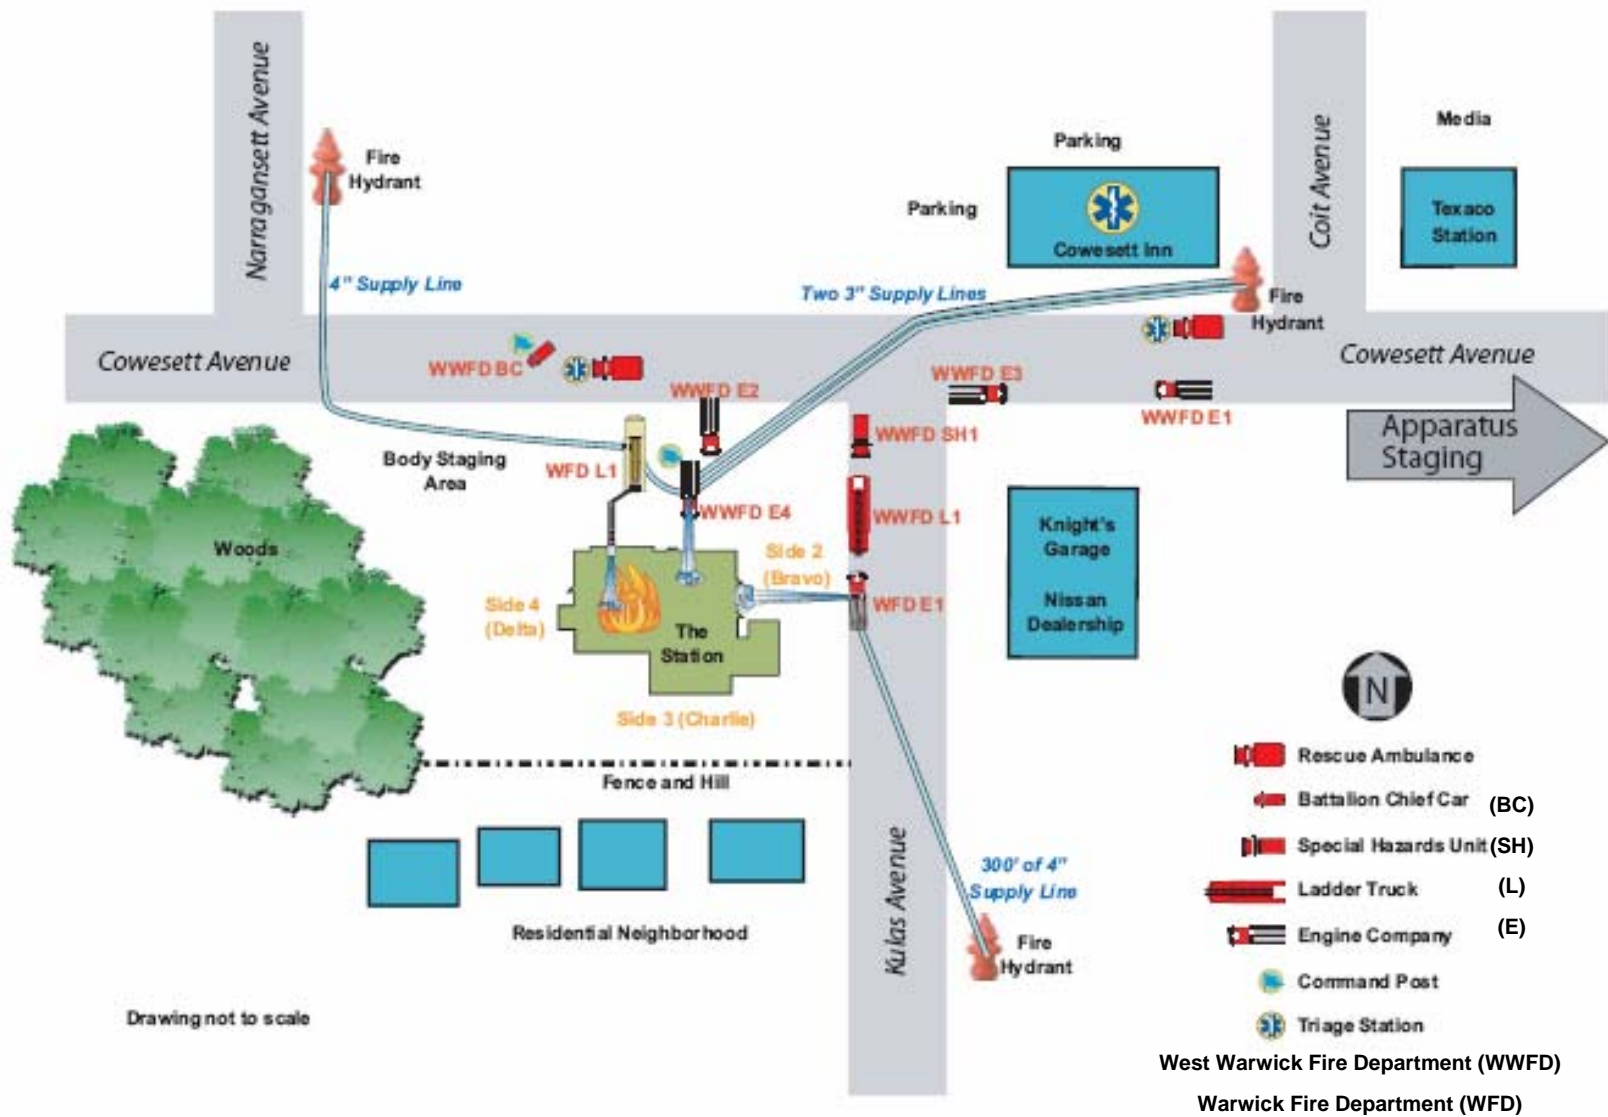 Narragansett Avenue
Fire
Hydrant
4" Supply Line
Parking
Parking
Cowesett Inn
Coit Avenue
Media
Texaco
Station
Two 3" Supply Lines
Fire
Hydrant
Cowesett Avenue
WWFD BC
WWFD E2
WWFD E3
WWFD E1
Cowesett Avenue
Apparatus
Staging
Body Staging
Area
WFD L1
WWFD E4
WWFD SH1
WWFD L1
WFD E1
Woods
Side 2
(Bravo)
Side 4
(Delta)
The
Station
Side 3 (Charlie)
Knight's
Garage
Nissan
Dealership
Fence and Hill
Residential Neighborhood
Kulas Avenue
300' of 4"
Supply Line
Fire
Hydrant
Drawing not to scale
N
Rescue Ambulance
Battalion Chief Car (BC)
Special Hazards Unit (SH)
Ladder Truck (L)
Engine Company (E)
Command Post
Triage Station
West Warwick Fire Department (WWFD)
Warwick Fire Department (WFD)